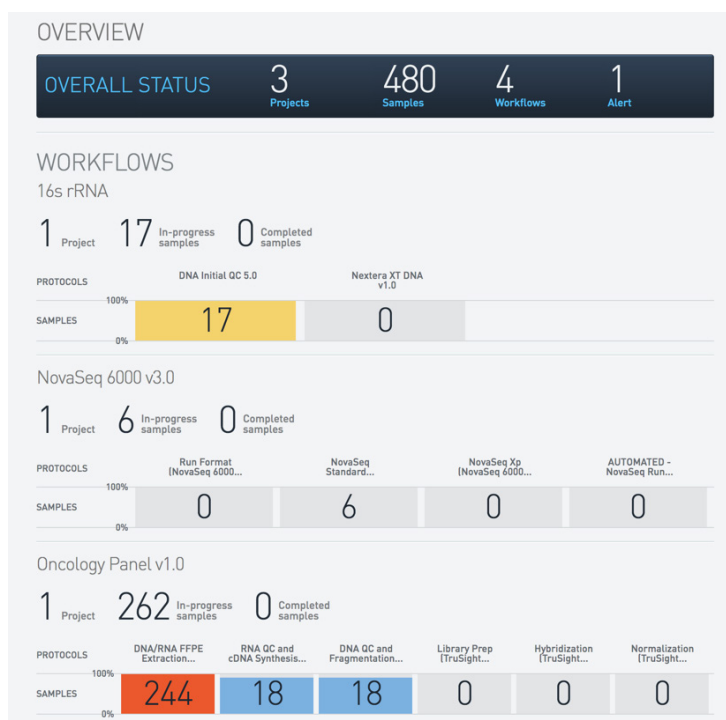 OVERVIEW
OVERALL STATUS
3 480 4 1
Projects Samples Workflows Alert
WORKFLOWS
16s rRNA
1 Project 17 In-progress samples 0 Completed samples
PROTOCOLS DNA Initial QC 5.0 Nextera XT DNA v1.0
100%
SAMPLES 17 0
0%
NovaSeq 6000 v3.0
1 Project 6 In-progress samples 0 Completed samples
PROTOCOLS Run Format (NovaSeq 6000... NovaSeq Standard... NovaSeq Xp (NovaSeq 6000... AUTOMATED - NovaSeq Run...
100%
SAMPLES 0 6 0 0
0%
Oncology Panel v1.0
1 Project 262 In-progress samples 0 Completed samples
PROTOCOLS DNA/RNA FFPE Extraction... RNA QC and cDNA Synthesis... DNA QC and Fragmentation... Library Prep (TruSight... Hybridization (TruSight... Normalization (TruSight...
100%
SAMPLES 244 18 18 0 0 0
0%